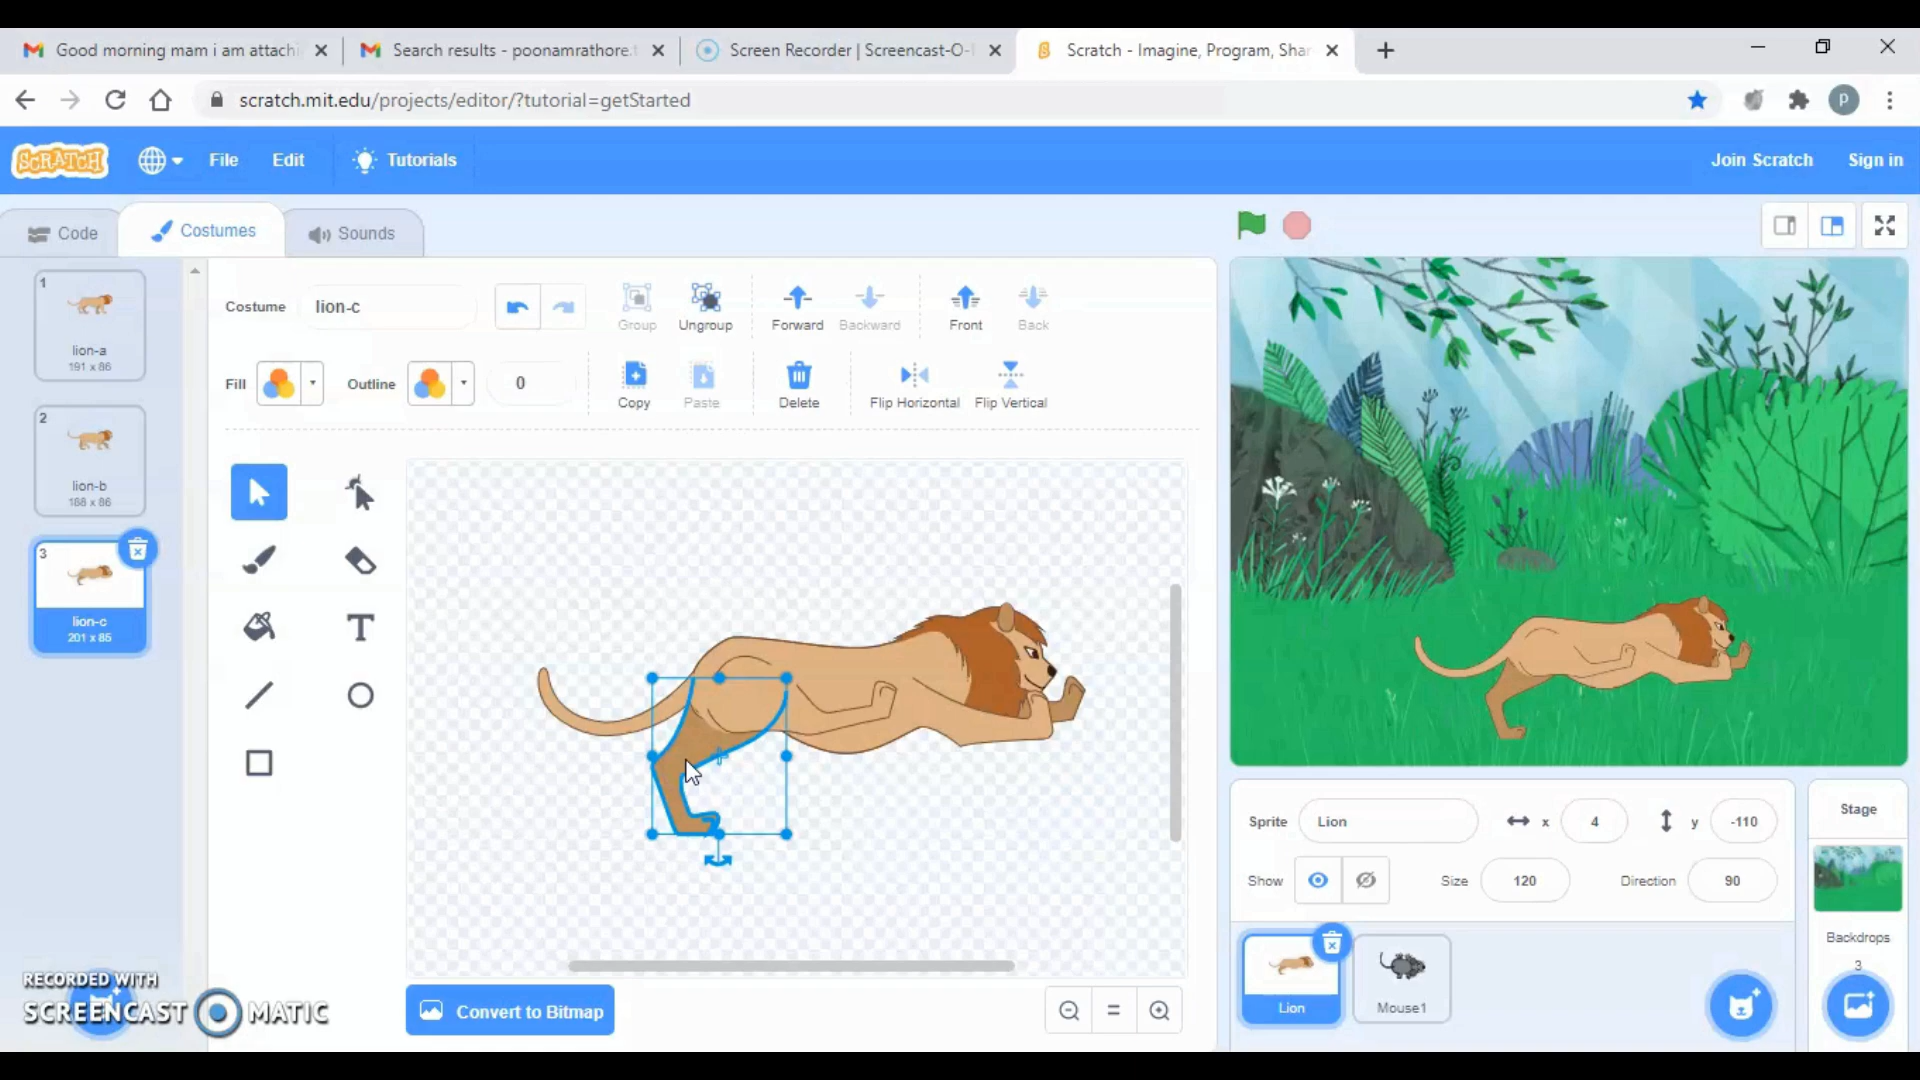 Good morning mam i am attachi
Search results - poonamrathore.t
Screen Recorder | Screencast-O-
Scratch - Imagine, Program, Shar
scratch.mit.edu/projects/editor/?tutorial=getStarted
P
SCRATCH
File
Edit
Tutorials
Join Scratch
Sign in
Code
Costumes
Sounds
1
lion-a
191 x 86
2
lion-b
188 x 86
3
lion-c
201 x 85
Costume
lion-c
Group
Ungroup
Forward
Backward
Front
Back
Fill
Outline
0
Copy
Paste
Delete
Flip Horizontal
Flip Vertical
T
Convert to Bitmap
Sprite
Lion
x
4
y
-110
Show
Size
120
Direction
90
Lion
Mouse1
Stage
Backdrops
3
RECORDED WITH
SCREENCAST MATIC